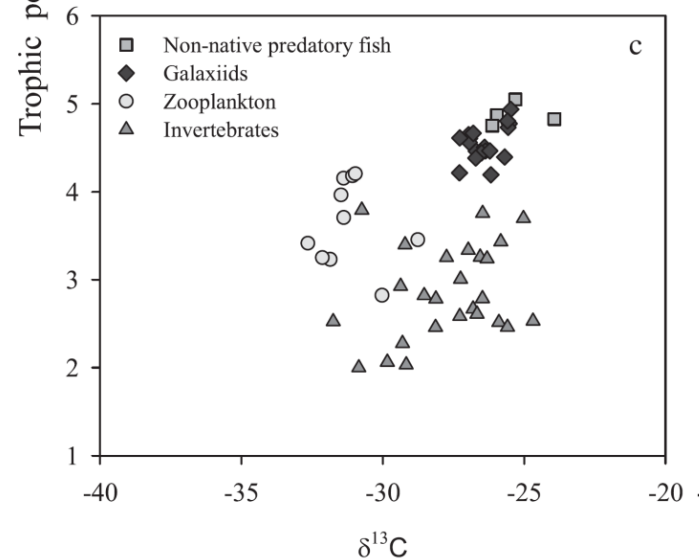 Trophic
6
5
4
3
2
1
c
Non-native predatory fish
Galaxiids
Zooplankton
Invertebrates
-40 -35 -30 -25 -20
δ¹³C